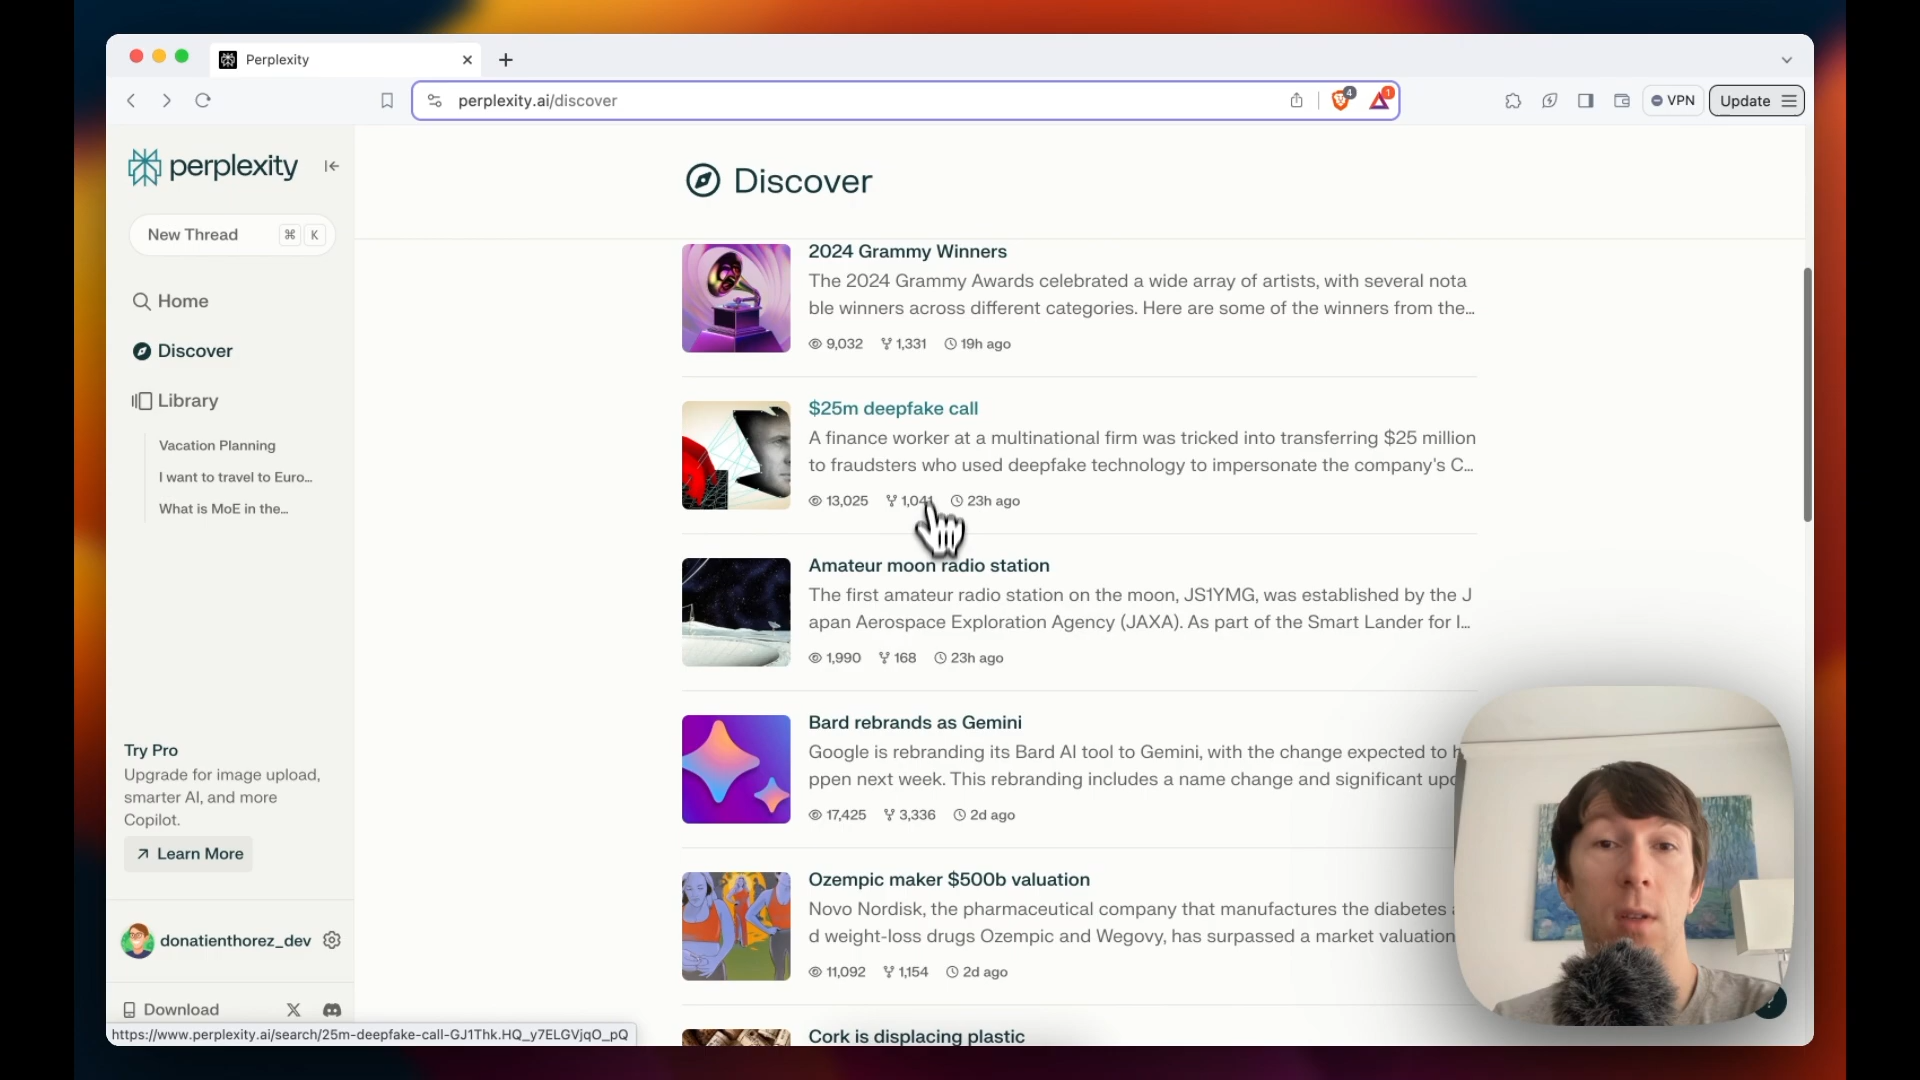 Perplexity
perplexity.ai/discover
4
1
VPN
Update
perplexity
New Thread
⌘ K
Home
Discover
Library
Vacation Planning
I want to travel to Euro...
What is MoE in the...
Try Pro
Upgrade for image upload,
smarter AI, and more
Copilot.
Learn More
donatienthorez_dev
Download
https://www.perplexity.ai/search/25m-deepfake-call-GJ1Thk.HQ_y7ELGVjqO_pQ
Discover
2024 Grammy Winners
The 2024 Grammy Awards celebrated a wide array of artists, with several nota
ble winners across different categories. Here are some of the winners from the...
9,032 1,331 19h ago
$25m deepfake call
A finance worker at a multinational firm was tricked into transferring $25 million
to fraudsters who used deepfake technology to impersonate the company's C...
13,025 1,041 23h ago
Amateur moon radio station
The first amateur radio station on the moon, JS1YMG, was established by the J
apan Aerospace Exploration Agency (JAXA). As part of the Smart Lander for I...
1,990 168 23h ago
Bard rebrands as Gemini
Google is rebranding its Bard AI tool to Gemini, with the change expected to
ppen next week. This rebranding includes a name change and significant
17,425 3,336 2d ago
Ozempic maker $500b valuation
Novo Nordisk, the pharmaceutical company that manufactures the diabetes
d weight-loss drugs Ozempic and Wegovy, has surpassed a market valuation
11,092 1,154 2d ago
Cork is displacing plastic